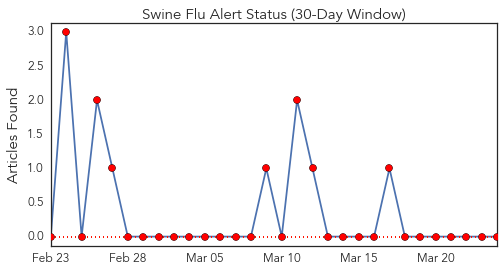 Swine Flu Alert Status (30-Day Window)
Articles Found
3.0
2.5
2.0
1.5
1.0
0.5
0.0
Feb 23 Feb 28 Mar 05 Mar 10 Mar 15 Mar 20